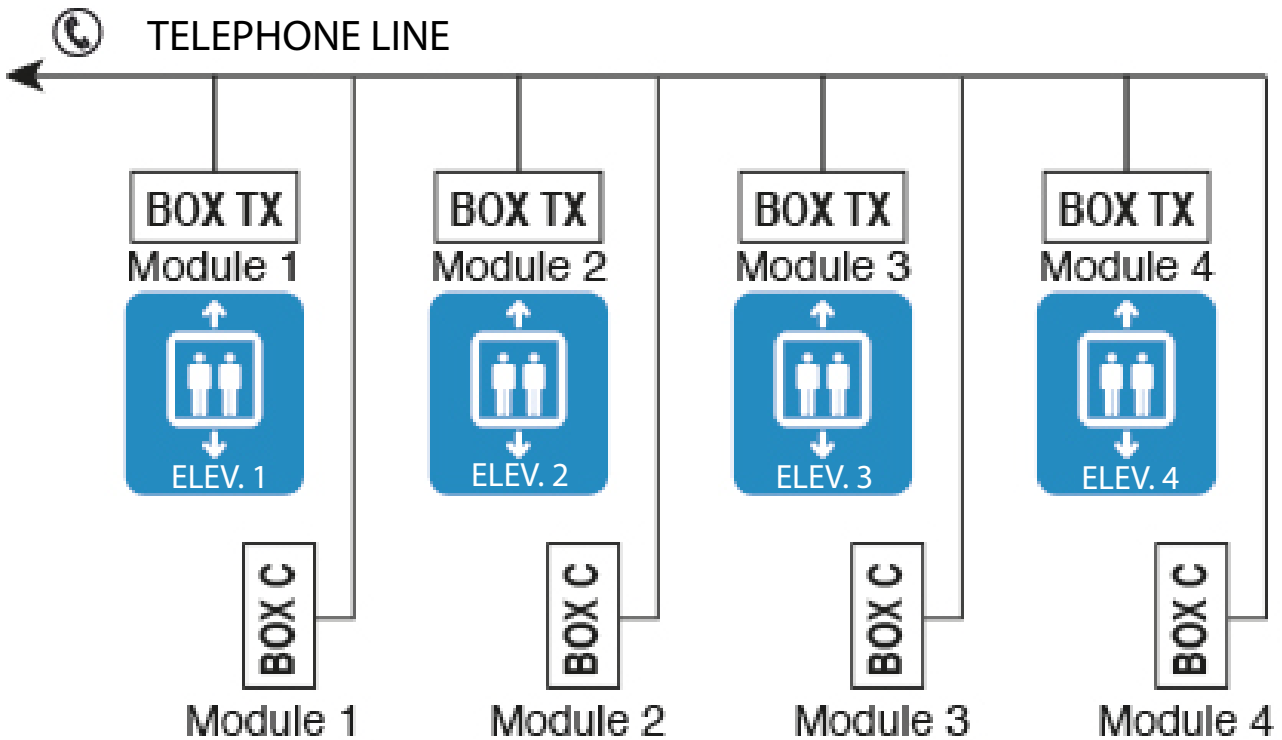 TELEPHONE LINE
BOX TX BOX TX BOX TX BOX TX
Module 1 Module 2 Module 3 Module 4
ELEV. 1 ELEV. 2 ELEV. 3 ELEV. 4
BOX C BOX C BOX C BOX C
Module 1 Module 2 Module 3 Module 4